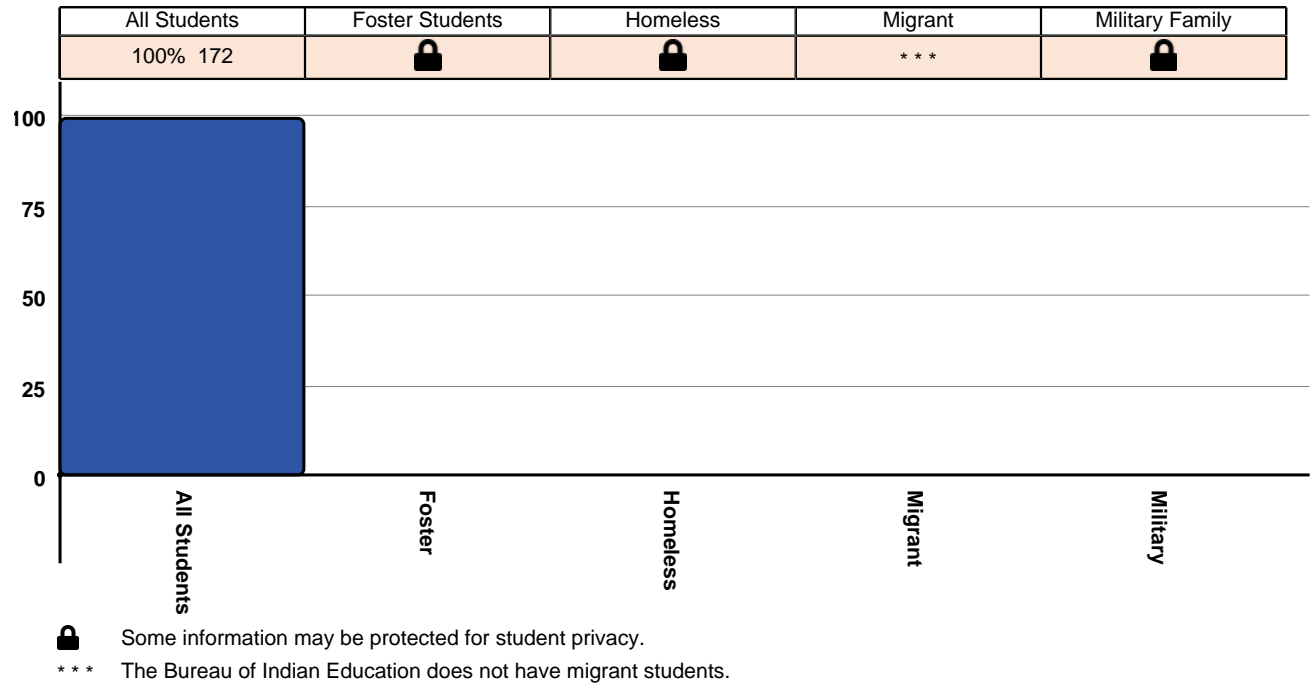 All Students Foster Students Homeless Migrant Military Family
100% 172 * * *
100
75
50
25
0
All Students
Foster
Homeless
Migrant
Military
Some information may be protected for student privacy.
* * * The Bureau of Indian Education does not have migrant students.